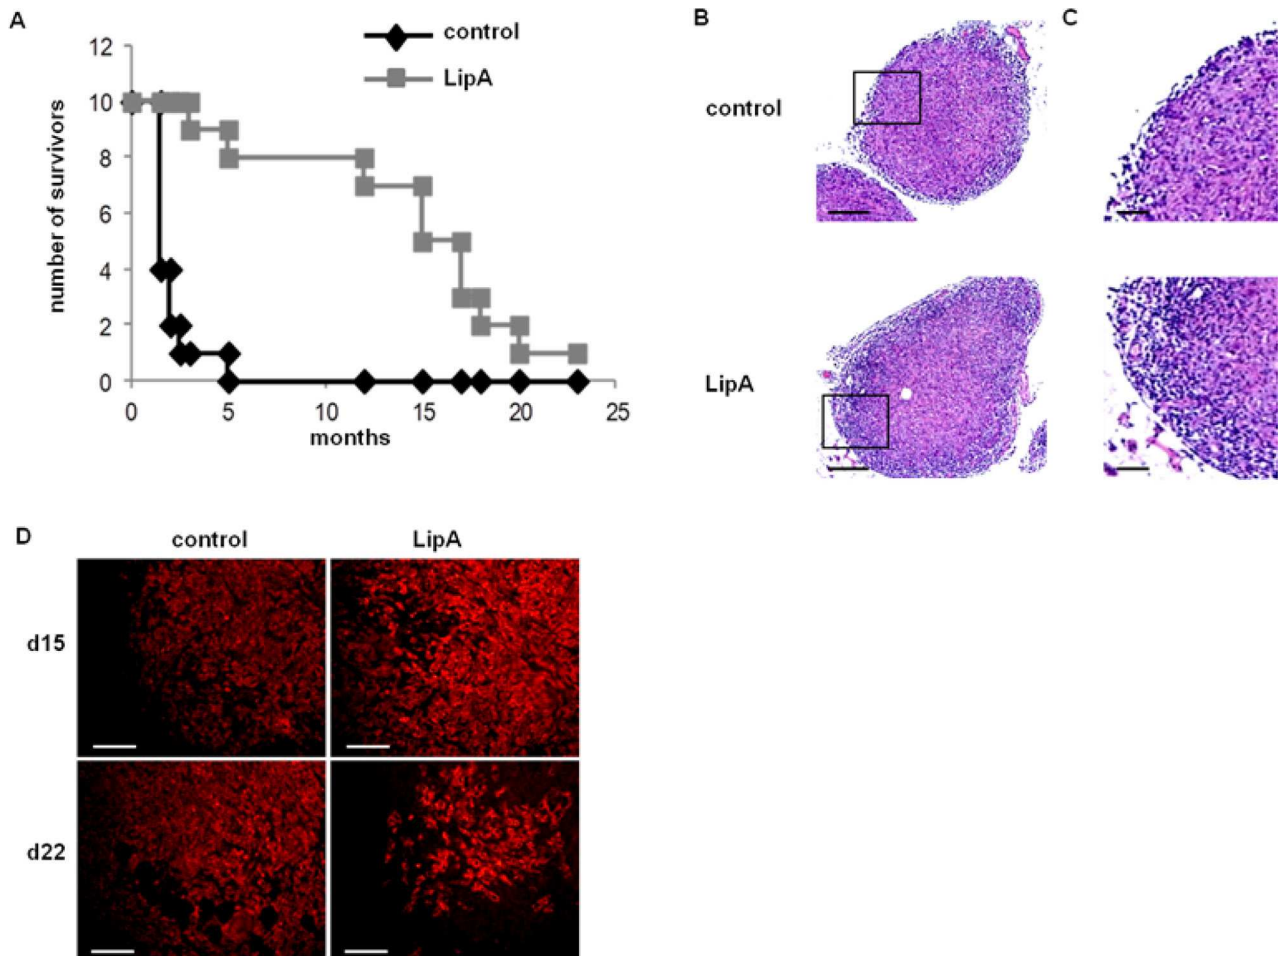 A
control
LipA
12
10
8
6
4
2
0
number of survivors
0 5 10 15 20 25
months
B
C
control
LipA
D
control LipA
d15
d22